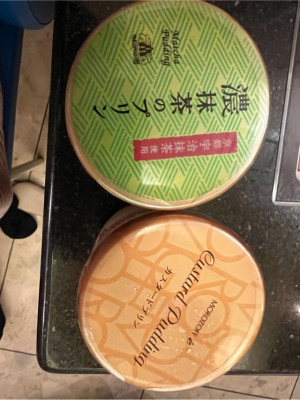 Matcha
Pudding
濃抹茶のプリン
京都宇治抹茶
使用
MOROZOFF
Custard Pudding
カスタードプリン